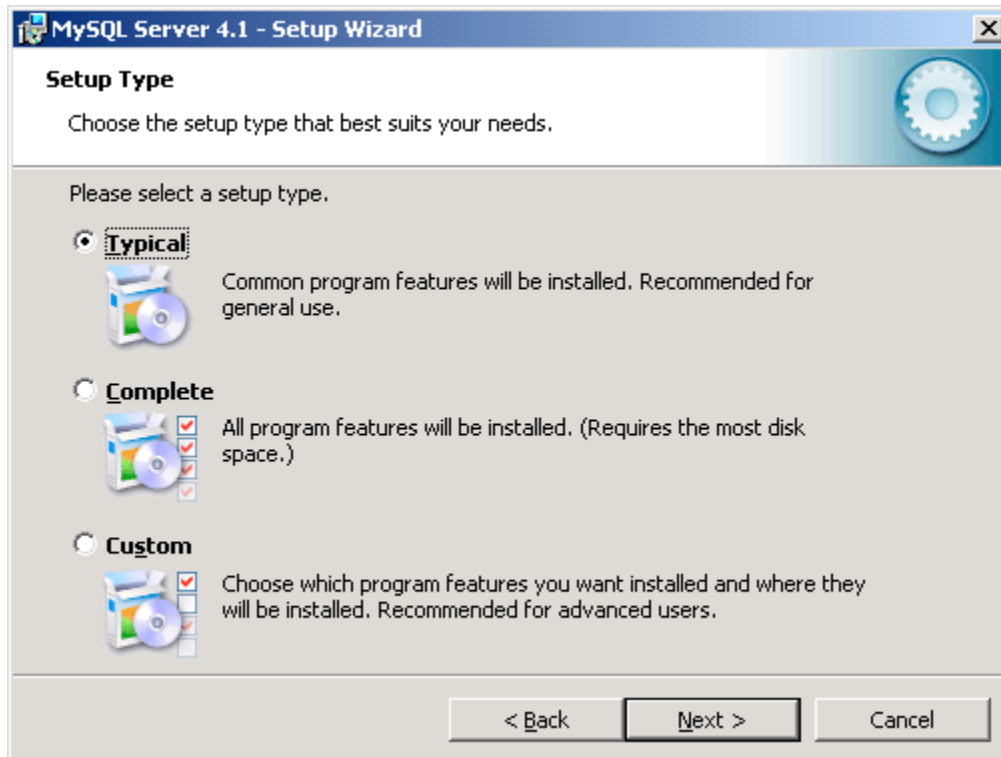 MySQL Server 4.1 - Setup Wizard
Setup Type
Choose the setup type that best suits your needs.
Please select a setup type.
Typical
Common program features will be installed. Recommended for
general use.
Complete
All program features will be installed. (Requires the most disk
space.)
Custom
Choose which program features you want installed and where they
will be installed. Recommended for advanced users.
< Back
Next >
Cancel